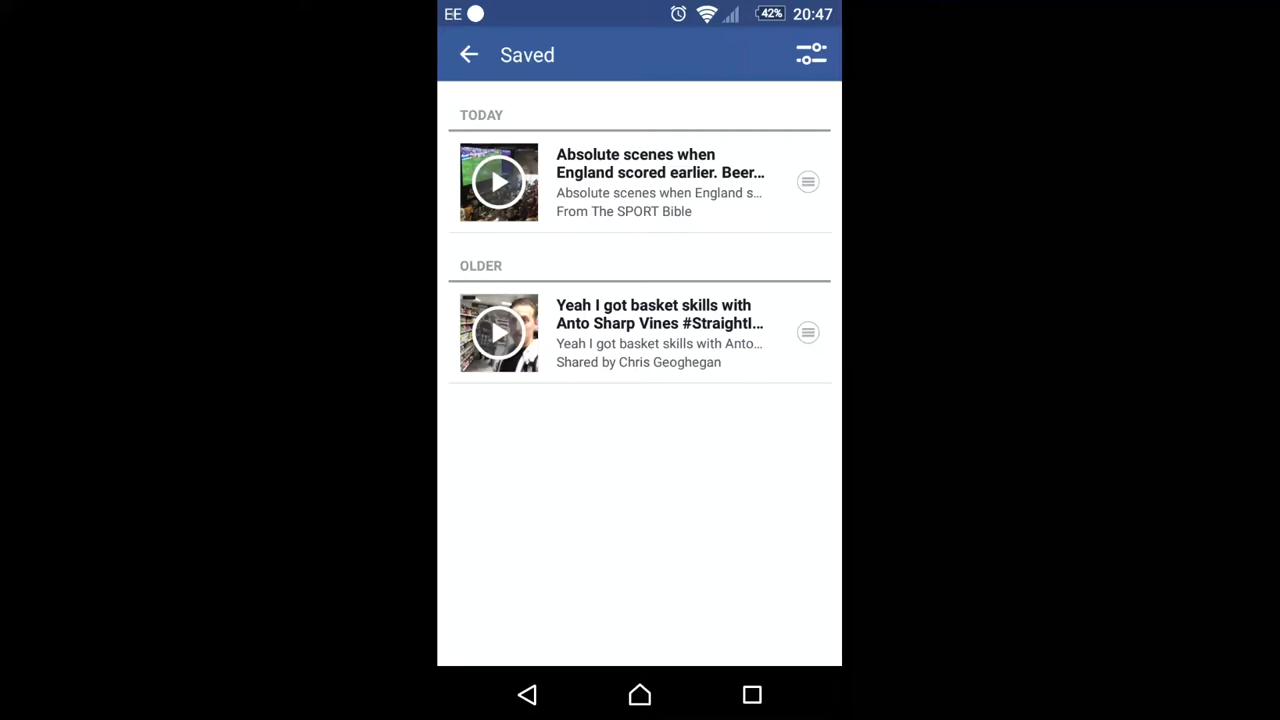 EE 42% 20:47
Saved
TODAY
Absolute scenes when
England scored earlier. Beer...
Absolute scenes when England s...
From The SPORT Bible
OLDER
Yeah I got basket skills with
Anto Sharp Vines #StraightI...
Yeah I got basket skills with Anto...
Shared by Chris Geoghegan